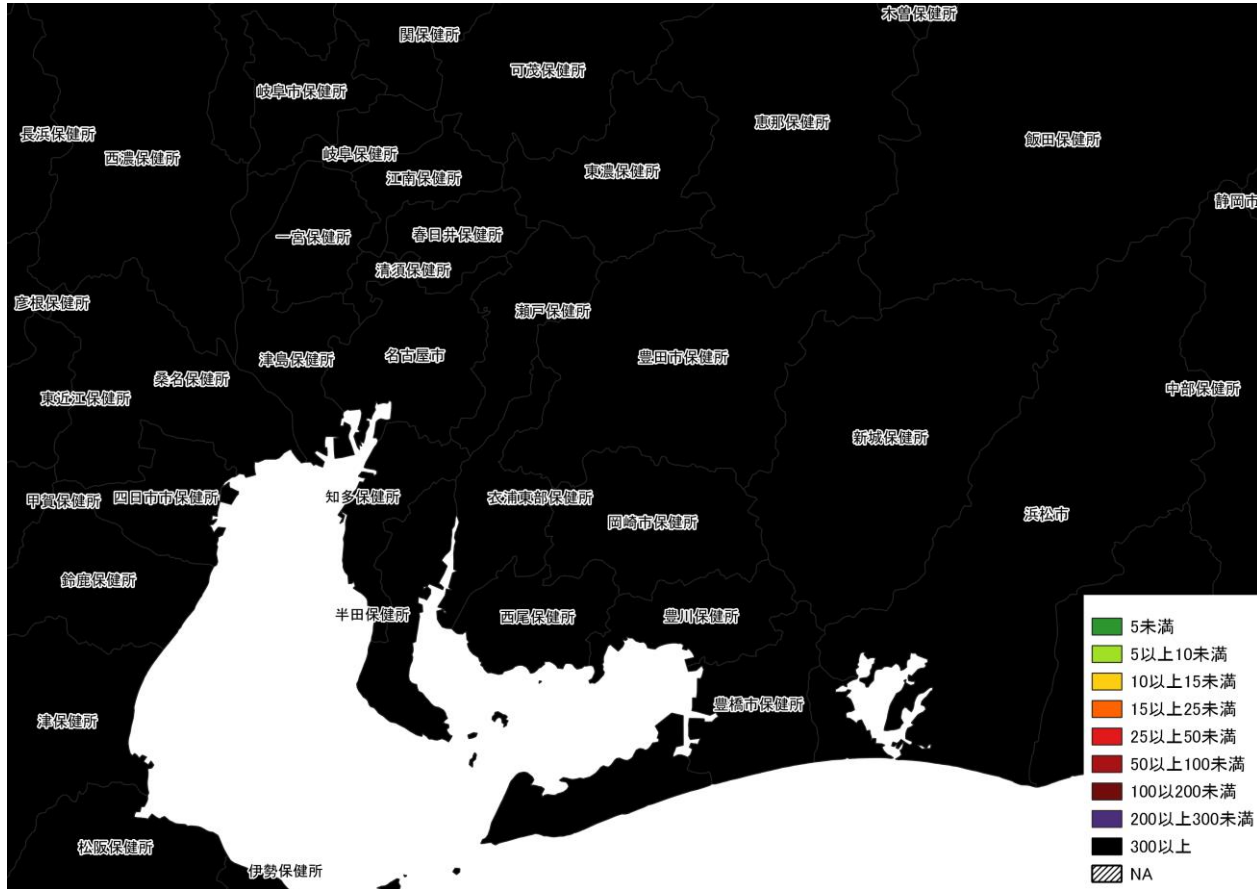 関保健所
木曽保健所
可茂保健所
岐阜市保健所
恵那保健所
長浜保健所
西濃保健所
岐阜保健所
飯田保健所
江南保健所
東濃保健所
静岡市
一宮保健所
春日井保健所
清須保健所
彦根保健所
瀬戸保健所
津島保健所
名古屋市
豊田市保健所
桑名保健所
東近江保健所
中部保健所
新城保健所
甲賀保健所
四日市市保健所
知多保健所
衣浦東部保健所
岡崎市保健所
浜松市
鈴鹿保健所
半田保健所
西尾保健所
豊川保健所
津保健所
豊橋市保健所
松阪保健所
伊勢保健所
5未満
5以上10未満
10以上15未満
15以上25未満
25以上50未満
50以上100未満
100以200未満
200以上300未満
300以上
NA